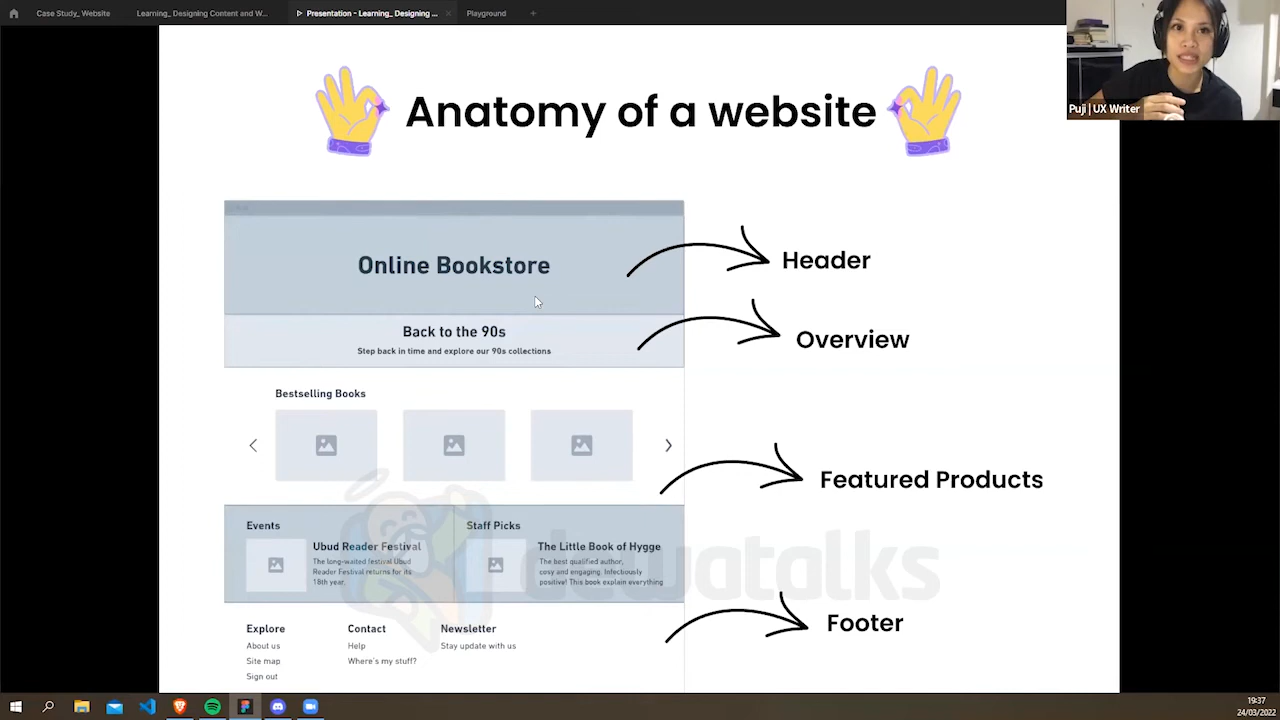 Case Study_ Website
Learning_ Designing Content and W...
Presentation - Learning_ Designing ...
Playground
Puji | UX Writer
Anatomy of a website
Online Bookstore
Header
Back to the 90s
Step back in time and explore our 90s collections
Overview
Bestselling Books
Featured Products
Events
Ubud Reader Festival
The long-waited festival Ubud
Reader Festival returns for its
18th year.
Staff Picks
The Little Book of Hygge
The best qualified author,
cosy and engaging. Infectiously
positive! This book explain everything
dewatalks
Footer
Explore
About us
Site map
Sign out
Contact
Help
Where's my stuff?
Newsletter
Stay update with us
19:37
24/03/2022